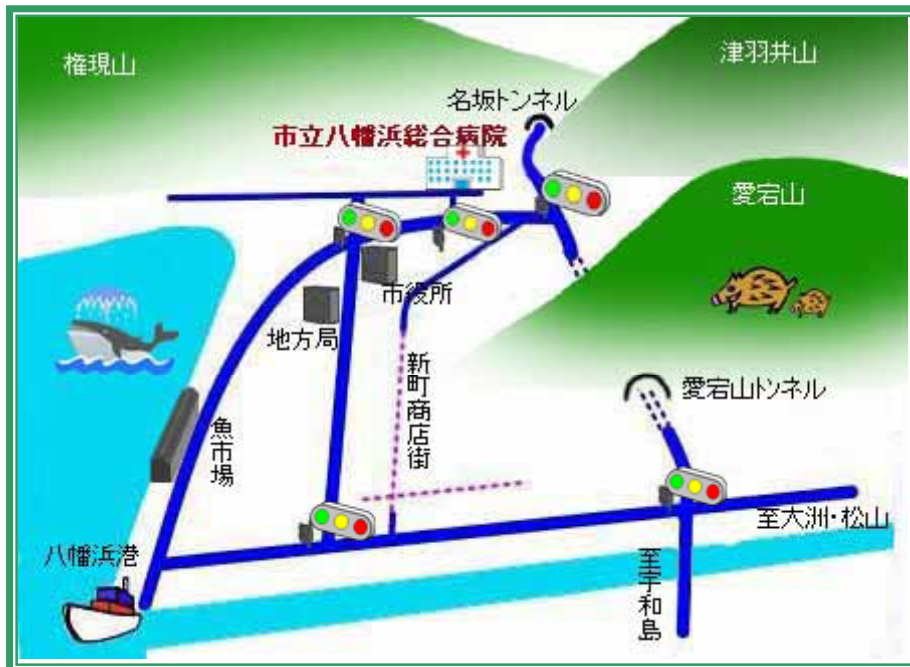 権現山
津羽井山
名坂トンネル
市立八幡浜総合病院
愛宕山
市役所
地方局
新町商店街
愛宕山トンネル
魚市場
至大洲・松山
八幡浜港
至宇和島